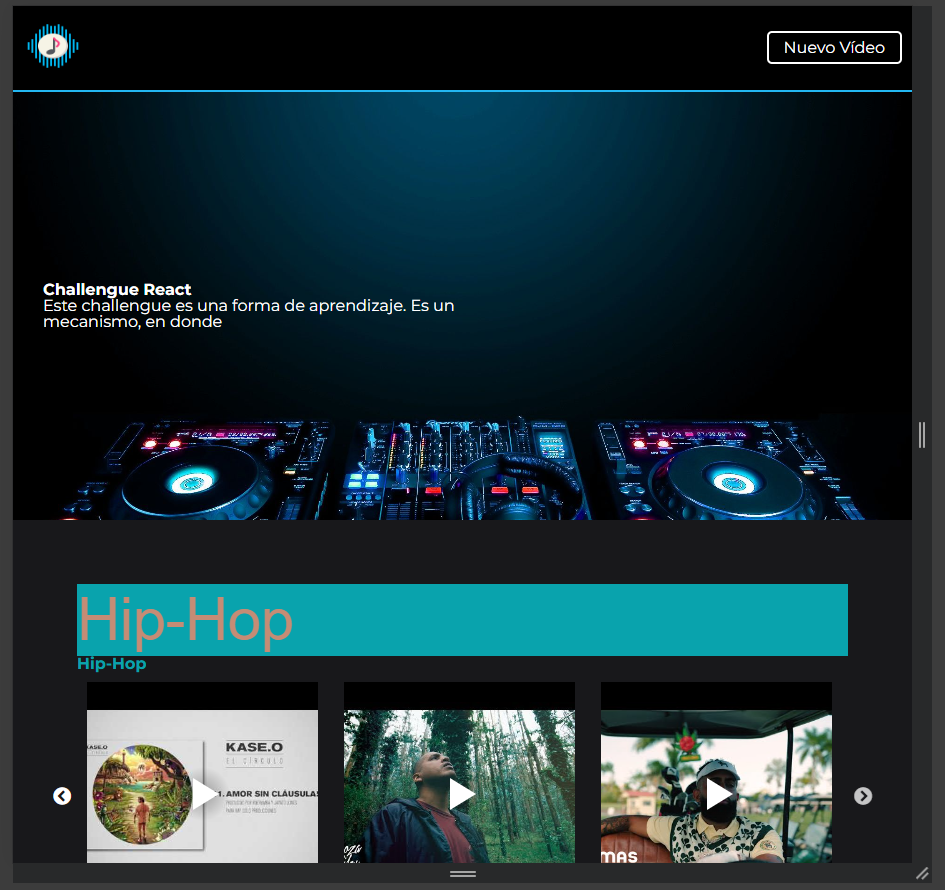 Nuevo Vídeo
Challengue React
Este challengue es una forma de aprendizaje. Es un
mecanismo, en donde
Hip-Hop
Hip-Hop
KASE.O
KASE.O
EL CÍRCULO
1. AMOR SIN CLÁUSULAS
MAS